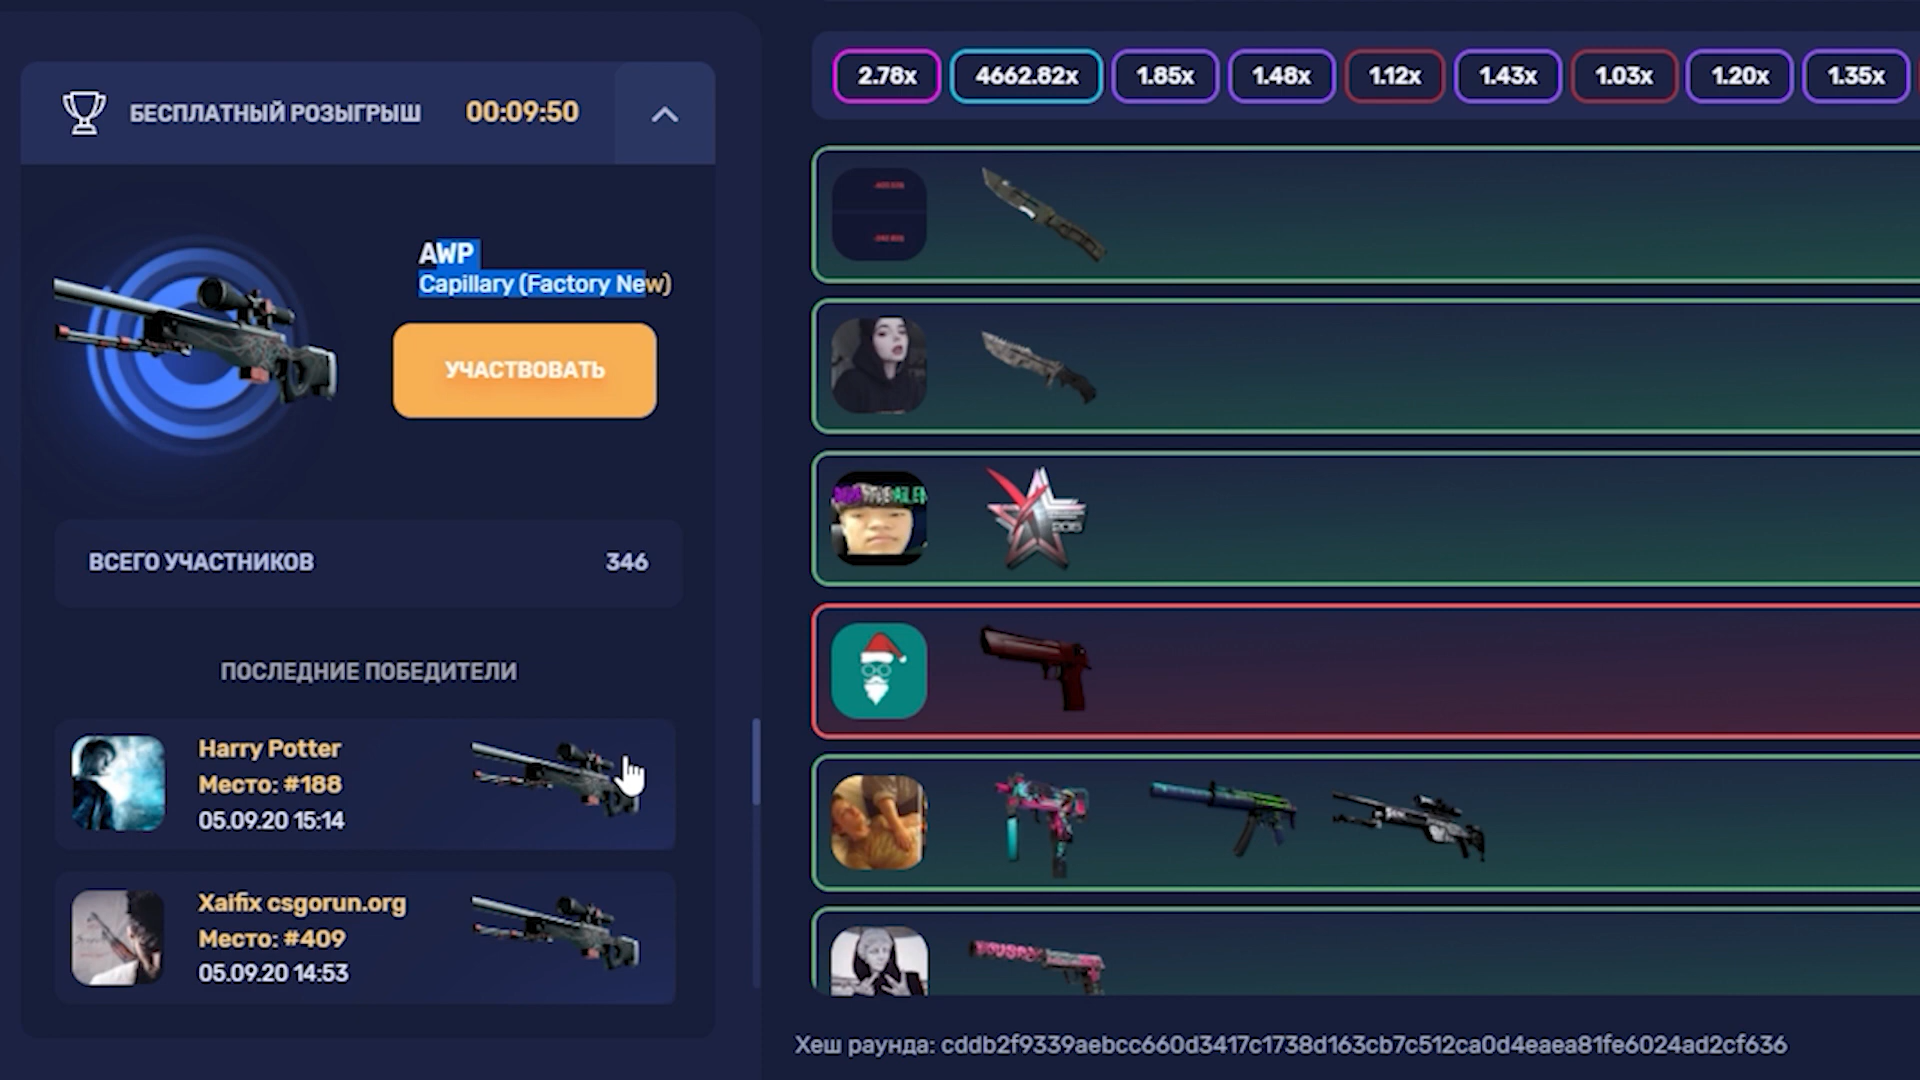 БЕСПЛАТНЫЙ РОЗЫГРЫШ 00:09:50
AWP
Capillary (Factory New)
УЧАСТВОВАТЬ
ВСЕГО УЧАСТНИКОВ 346
ПОСЛЕДНИЕ ПОБЕДИТЕЛИ
Harry Potter
Место: #188
05.09.20 15:14
Xaifix csgorun.org
Место: #409
05.09.20 14:53
2.78x 4662.82x 1.85x 1.48x 1.12x 1.43x 1.03x 1.20x 1.35x
Хеш раунда: cddb2f9339aebcc660d3417c1738d163cb7c512ca0d4eaea81fe6024ad2cf636